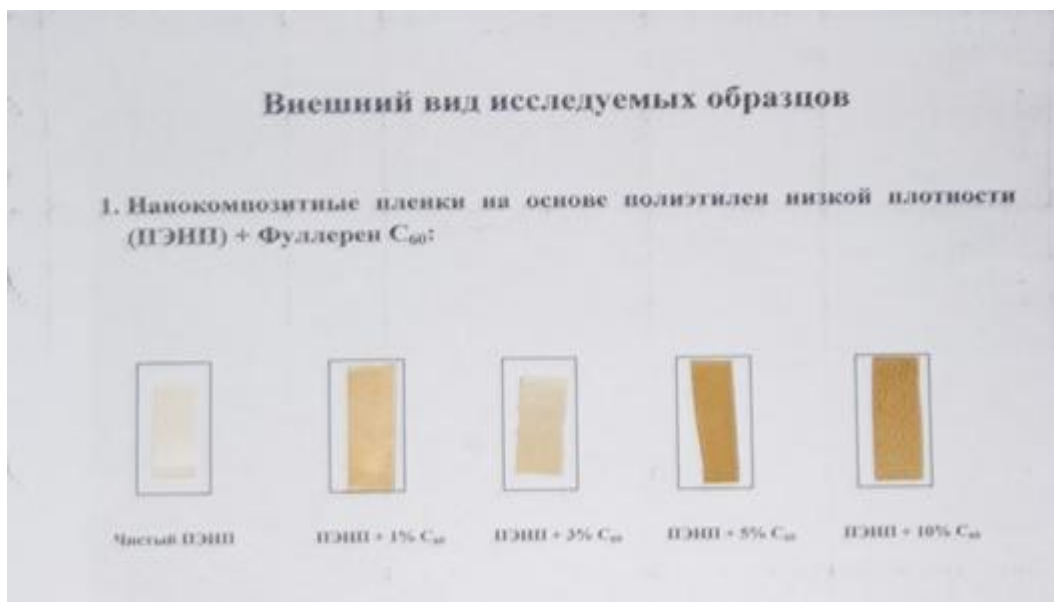 Внешний вид исследуемых образцов
1. Нанокомпозитные пленки на основе полиэтилен низкой плотности
(ПЭНП) + Фуллерен C₆₀:
Чистый ПЭНП
ПЭНП + 1% C₆₀
ПЭНП + 3% C₆₀
ПЭНП + 5% C₆₀
ПЭНП + 10% C₆₀